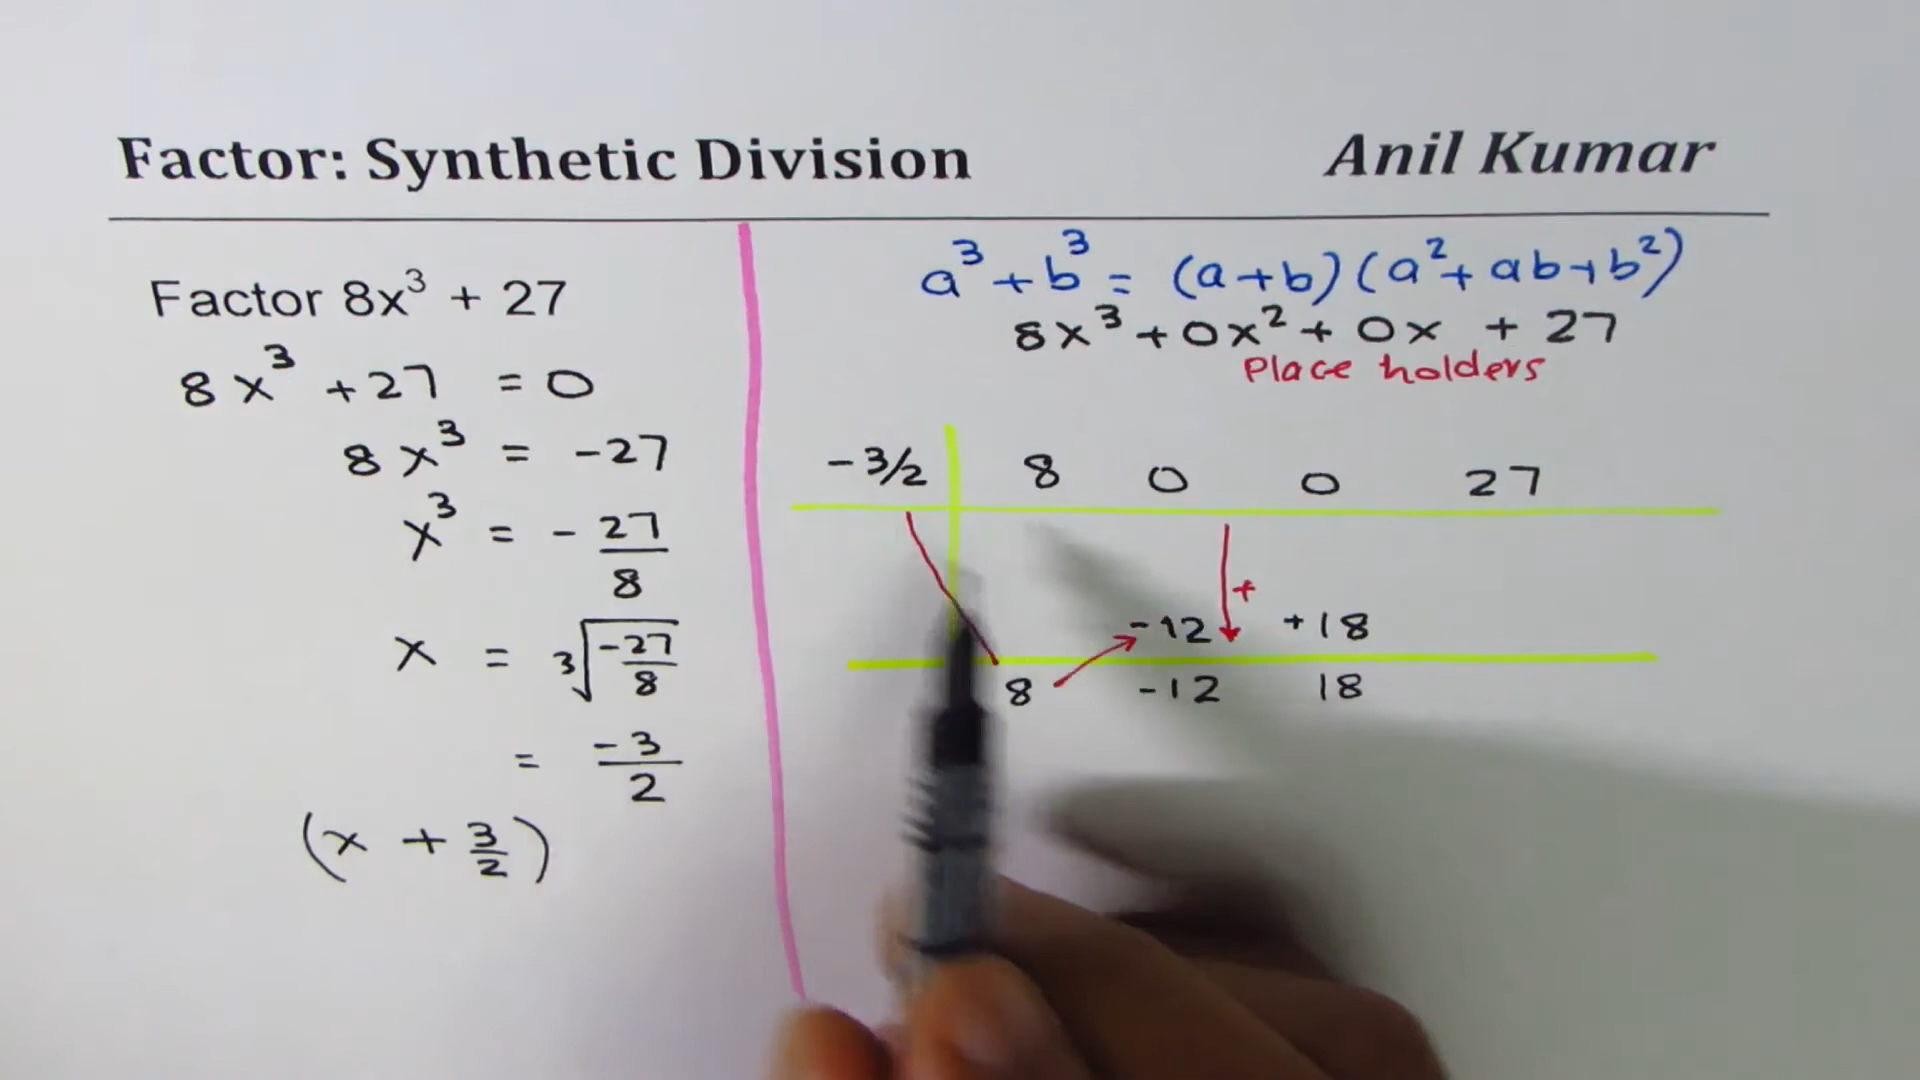 Factor: Synthetic Division
Anil Kumar
Factor 8x³ + 27
8x³ + 27 = 0
8x³ = -27
x³ = - 27/8
x = ∛(-27/8)
= -3/2
(x + 3/2)
a³ + b³ = (a+b)(a² + ab + b²)
8x³ + 0x² + 0x + 27
Place holders
-3/2 8 0 0 27
+
-12 +18
8 -12 18